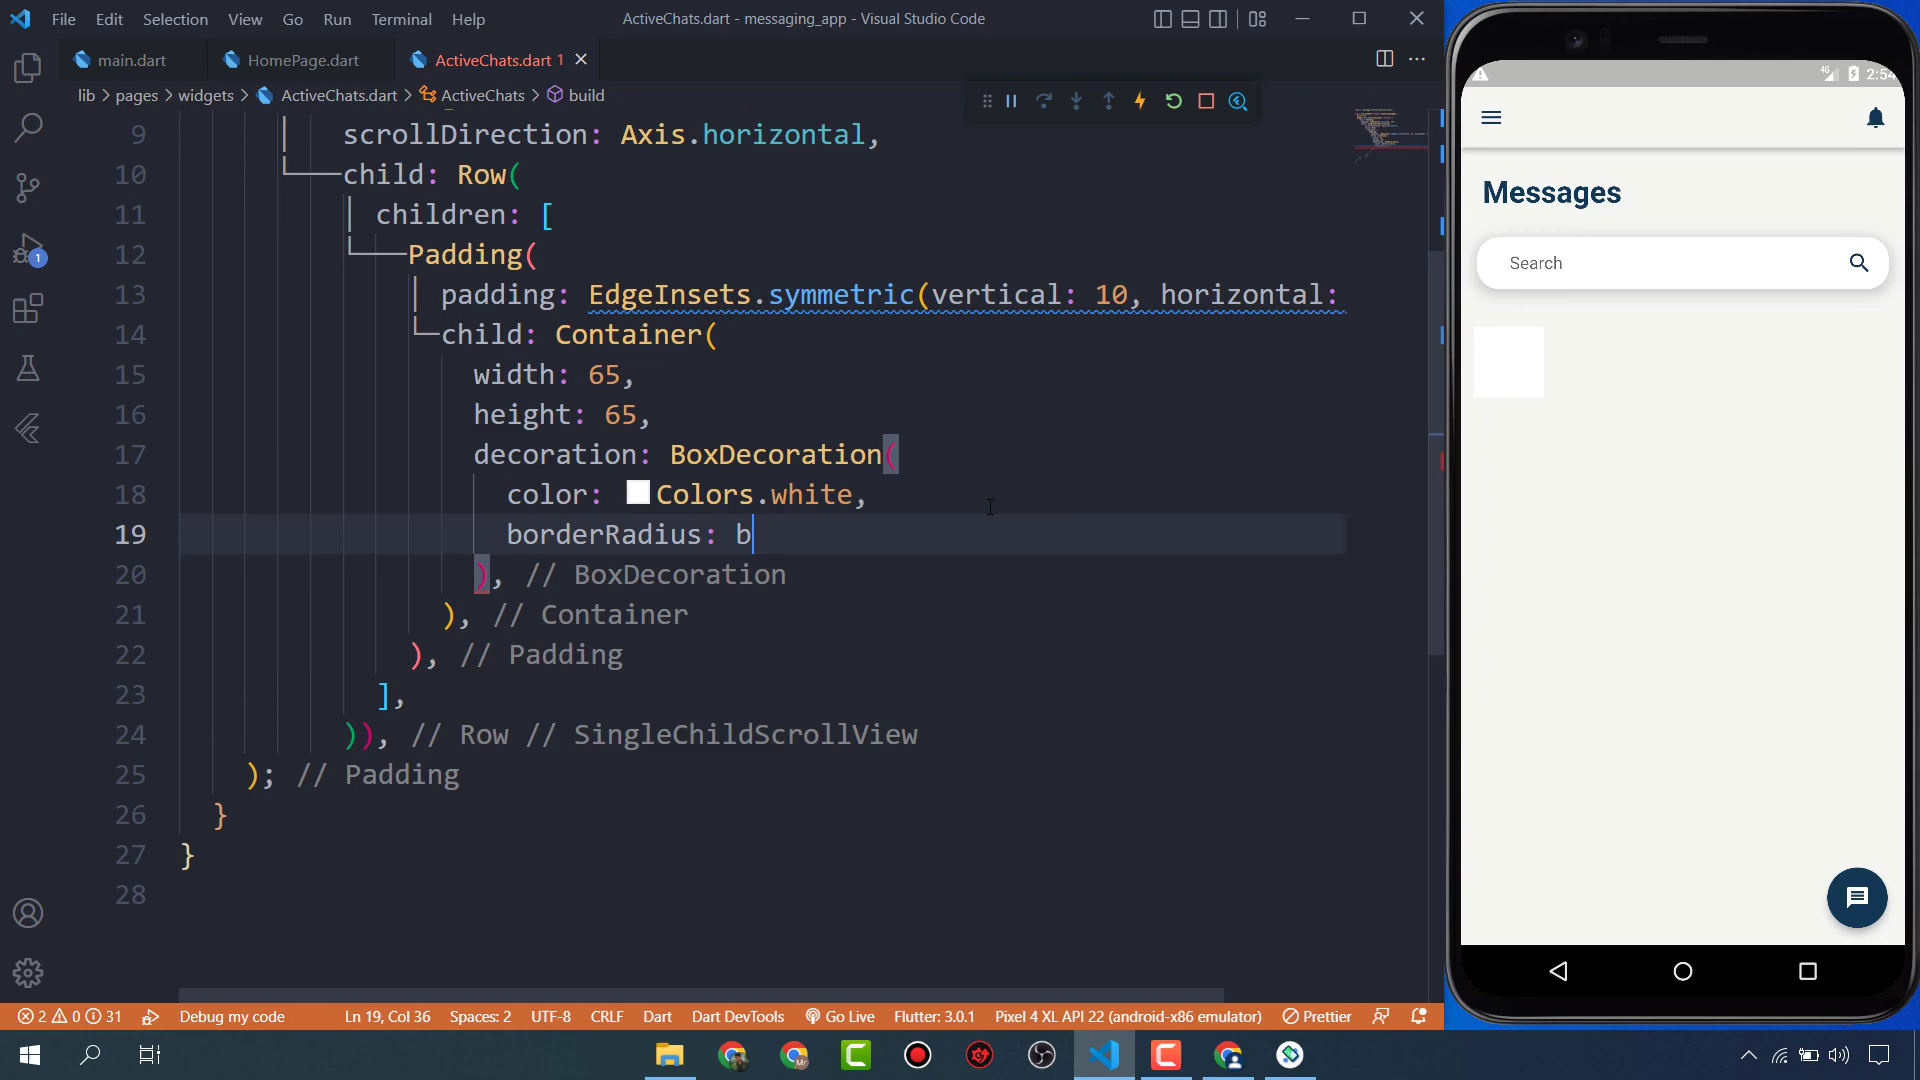 File Edit Selection View Go Run Terminal Help
ActiveChats.dart - messaging_app - Visual Studio Code
main.dart
HomePage.dart
ActiveChats.dart 1
lib > pages > widgets > ActiveChats.dart > ActiveChats > build
9 scrollDirection: Axis.horizontal,
10 child: Row(
11 children: [
12 Padding(
13 padding: EdgeInsets.symmetric(vertical: 10, horizontal:
14 child: Container(
15 width: 65,
16 height: 65,
17 decoration: BoxDecoration(
18 color: Colors.white,
19 borderRadius: b
20 ), // BoxDecoration
21 ), // Container
22 ), // Padding
23 ],
24 )), // Row // SingleChildScrollView
25 ); // Padding
26 }
27 }
28
1
2 0 31 Debug my code Ln 19, Col 36 Spaces: 2 UTF-8 CRLF Dart Dart DevTools Go Live Flutter: 3.0.1 Pixel 4 XL API 22 (android-x86 emulator) Prettier
4G 2:54
Messages
Search